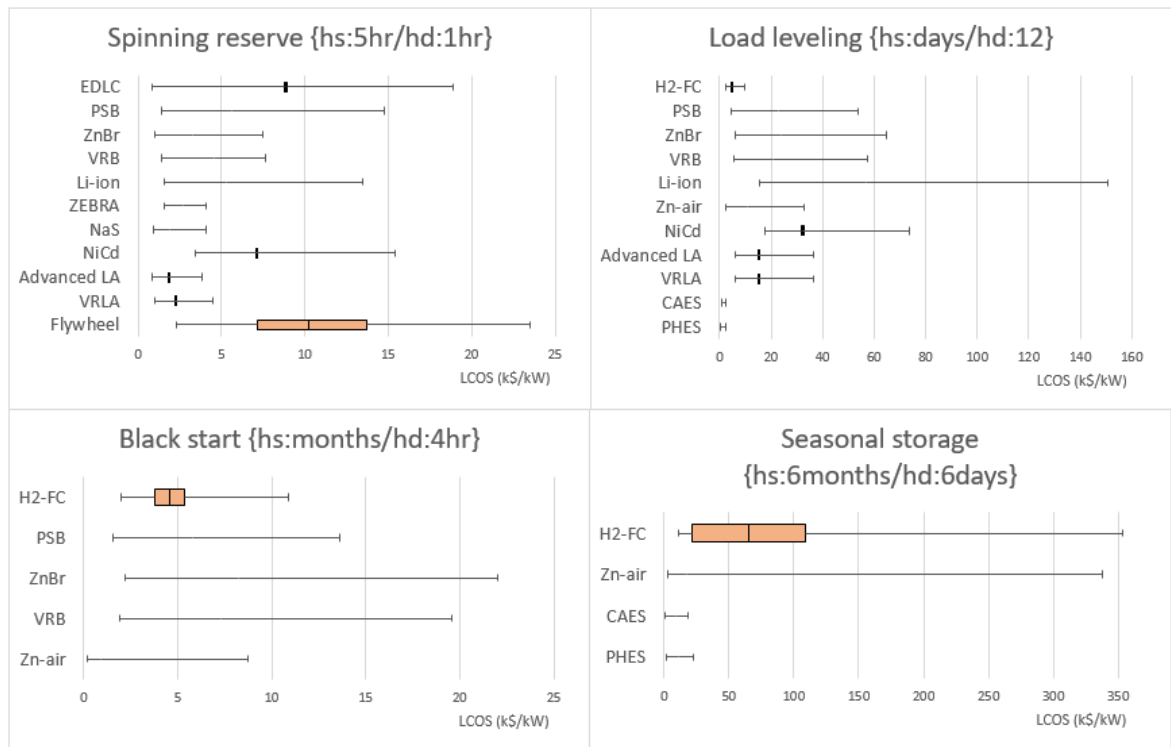 Spinning reserve {hs:5hr/hd:1hr}
EDLC
PSB
ZnBr
VRB
Li-ion
ZEBRA
NaS
NiCd
Advanced LA
VRLA
Flywheel
0 5 10 15 20 25
LCOS (k$/kW)
Load leveling {hs:days/hd:12}
H2-FC
PSB
ZnBr
VRB
Li-ion
Zn-air
NiCd
Advanced LA
VRLA
CAES
PHES
0 20 40 60 80 100 120 140 160
LCOS (k$/kW)
Black start {hs:months/hd:4hr}
H2-FC
PSB
ZnBr
VRB
Zn-air
0 5 10 15 20 25
LCOS (k$/kW)
Seasonal storage
{hs:6months/hd:6days}
H2-FC
Zn-air
CAES
PHES
0 50 100 150 200 250 300 350
LCOS (k$/kW)